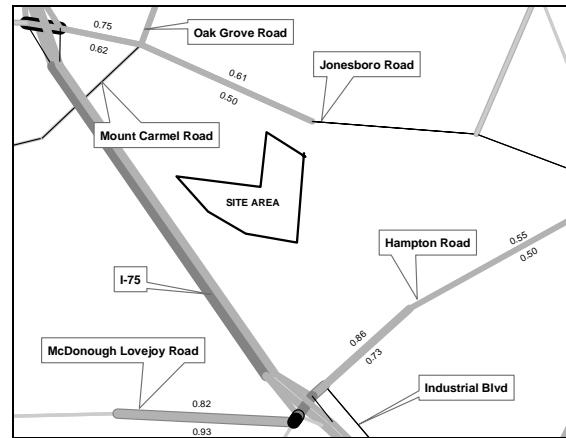 0.75
Oak Grove Road
0.62
0.61
Jonesboro Road
0.50
Mount Carmel Road
SITE AREA
0.55
Hampton Road
0.50
I-75
0.86
McDonough Lovejoy Road
0.73
0.82
Industrial Blvd
0.93